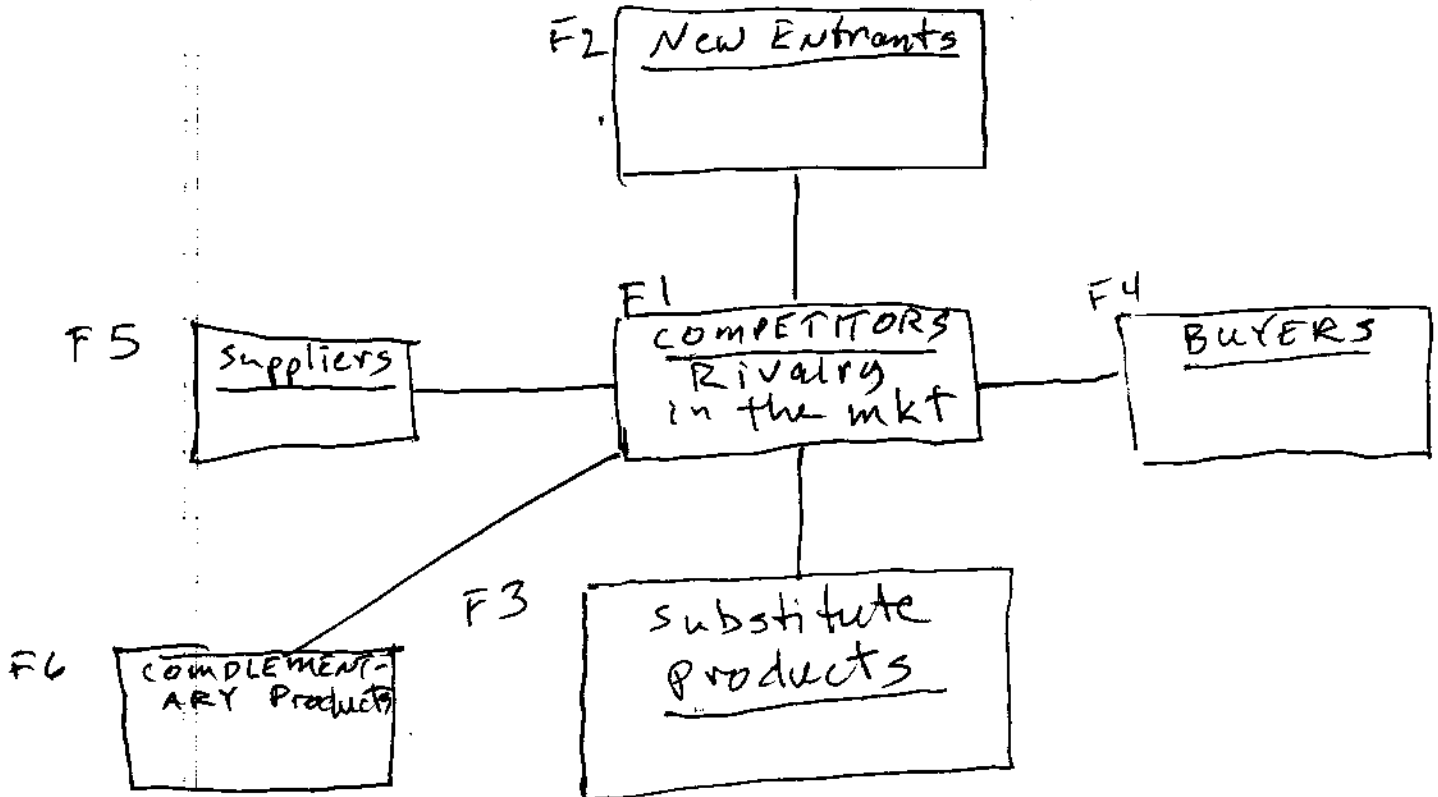 F2
New Entrants
F1
COMPETITORS
Rivalry
in the mkt
F4
BUYERS
F5
Suppliers
F3
Substitute
Products
F6
COMPLEMENT-
ARY Products